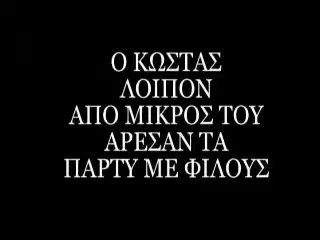 Ο ΚΩΣΤΑΣ
ΛΟΙΠΟΝ
ΑΠΟ ΜΙΚΡΟΣ ΤΟΥ
ΑΡΕΣΑΝ ΤΑ
ΠΑΡΤΥ ΜΕ ΦΙΛΟΥΣ